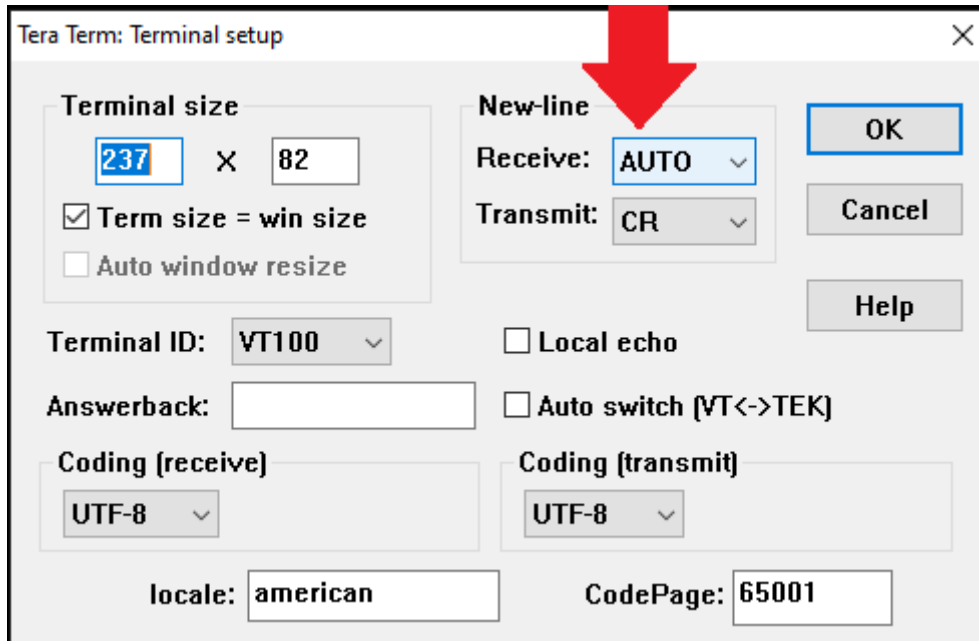 Tera Term: Terminal setup
Terminal size
237 X 82
Term size = win size
Auto window resize
New-line
Receive: AUTO
Transmit: CR
OK
Cancel
Help
Terminal ID: VT100
Local echo
Answerback:
Auto switch (VT<->TEK)
Coding (receive)
UTF-8
Coding (transmit)
UTF-8
locale: american
CodePage: 65001